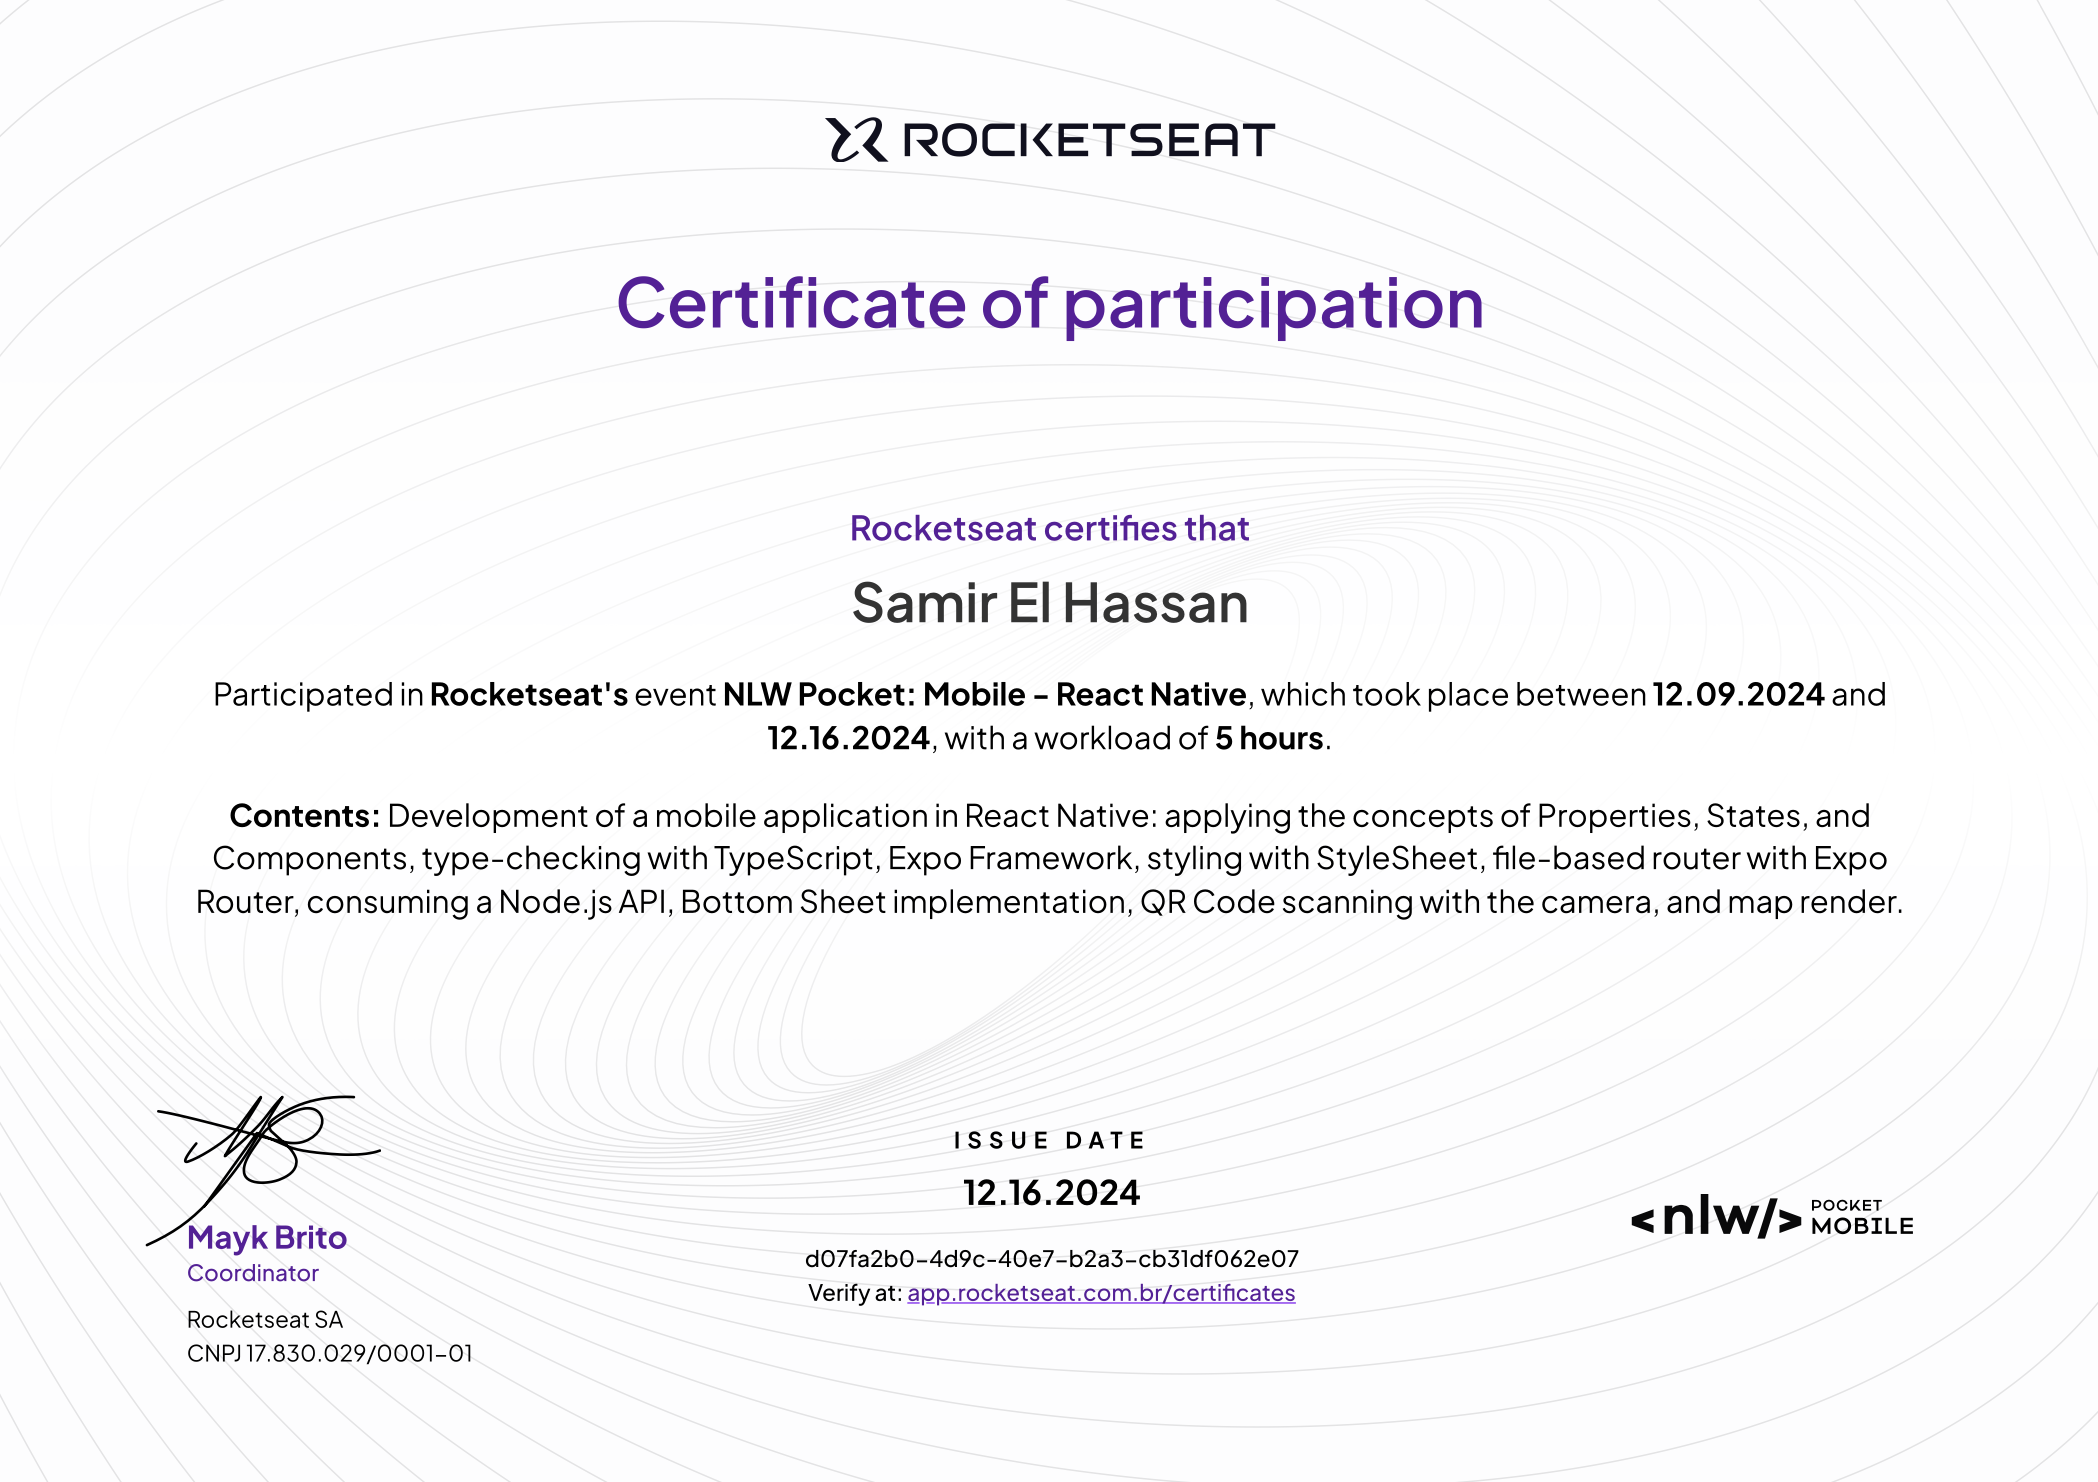 ROCKETSEAT
Certificate of participation
Rocketseat certifies that
Samir El Hassan
Participated in Rocketseat's event NLW Pocket: Mobile – React Native, which took place between 12.09.2024 and
12.16.2024, with a workload of 5 hours.
Contents: Development of a mobile application in React Native: applying the concepts of Properties, States, and
Components, type-checking with TypeScript, Expo Framework, styling with StyleSheet, file-based router with Expo
Router, consuming a Node.js API, Bottom Sheet implementation, QR Code scanning with the camera, and map render.
Mayk Brito
Coordinator
Rocketseat SA
CNPJ 17.830.029/0001-01
ISSUE DATE
12.16.2024
d07fa2b0-4d9c-40e7-b2a3-cb31df062e07
Verify at: app.rocketseat.com.br/certificates
<nlw/> POCKET
MOBILE